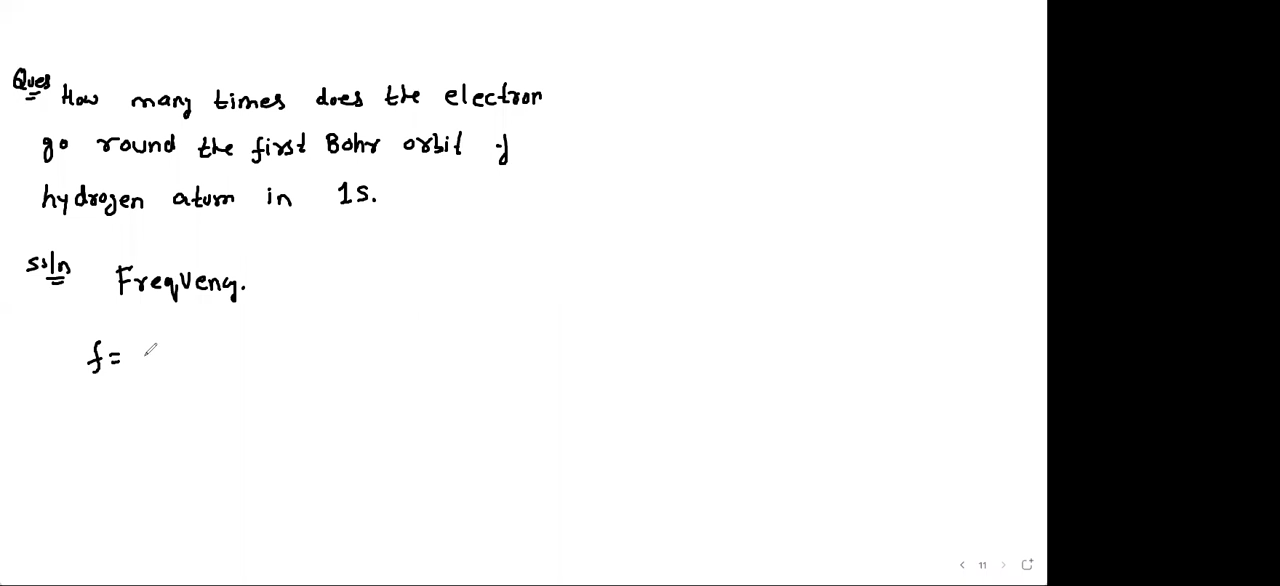 Ques How many times does the electron
go round the first Bohr orbit of
hydrogen atom in 1s.
Soln Frequency.
f=
11